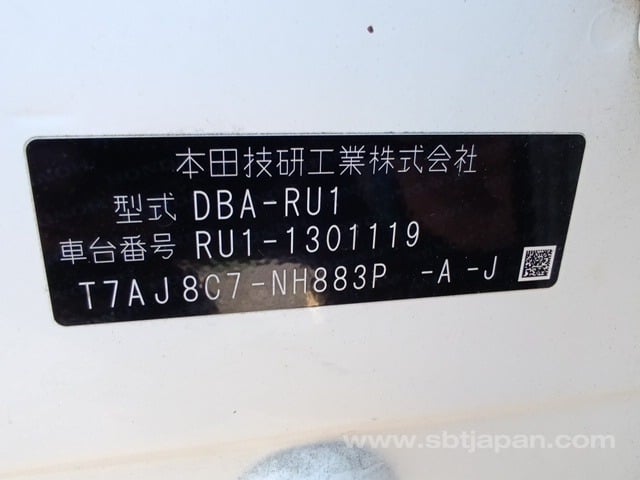 本田技研工業株式会社
型式 DBA-RU1
車台番号 RU1-1301119
T7AJ8C7-NH883P -A-J
www.sbtjapan.com